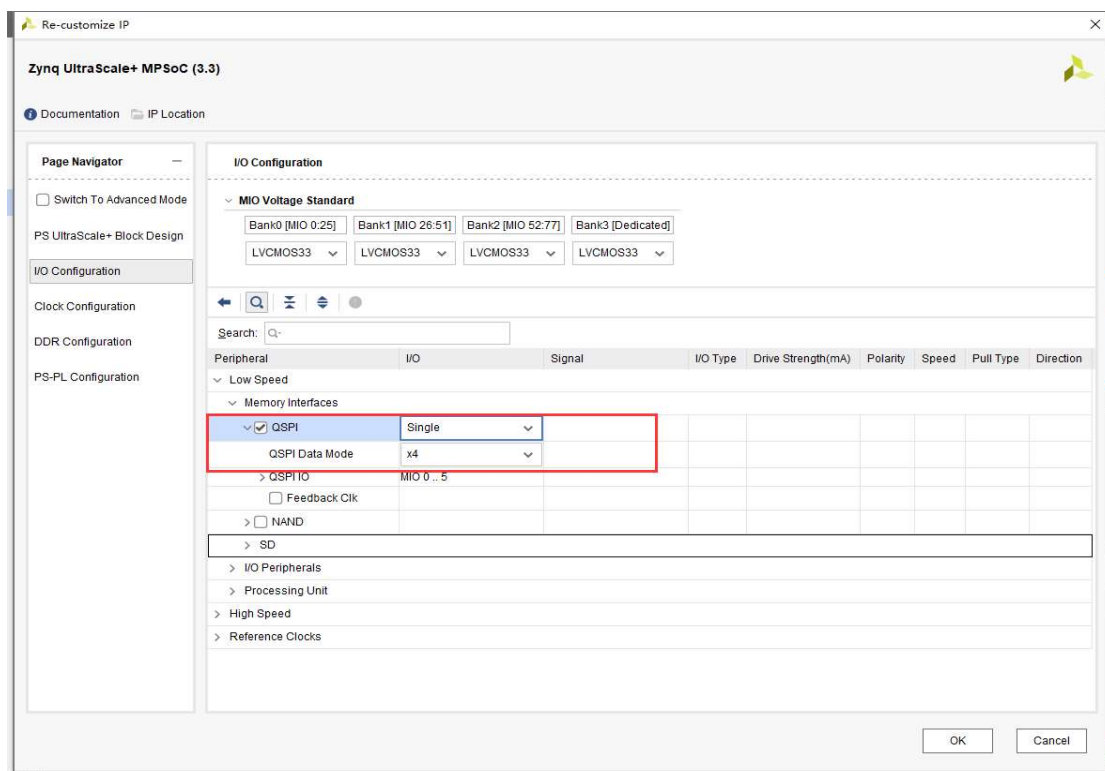 Re-customize IP
Zynq UltraScale+ MPSoC (3.3)
Documentation IP Location
Page Navigator
Switch To Advanced Mode
PS UltraScale+ Block Design
I/O Configuration
Clock Configuration
DDR Configuration
PS-PL Configuration
I/O Configuration
MIO Voltage Standard
Bank0 [MIO 0:25] Bank1 [MIO 26:51] Bank2 [MIO 52:77] Bank3 [Dedicated]
LVCMOS33 LVCMOS33 LVCMOS33 LVCMOS33
Search:
Peripheral I/O Signal I/O Type Drive Strength(mA) Polarity Speed Pull Type Direction
Low Speed
Memory Interfaces
QSPI Single
QSPI Data Mode x4
QSPI IO MIO 0 .. 5
Feedback Clk
NAND
SD
I/O Peripherals
Processing Unit
High Speed
Reference Clocks
OK Cancel